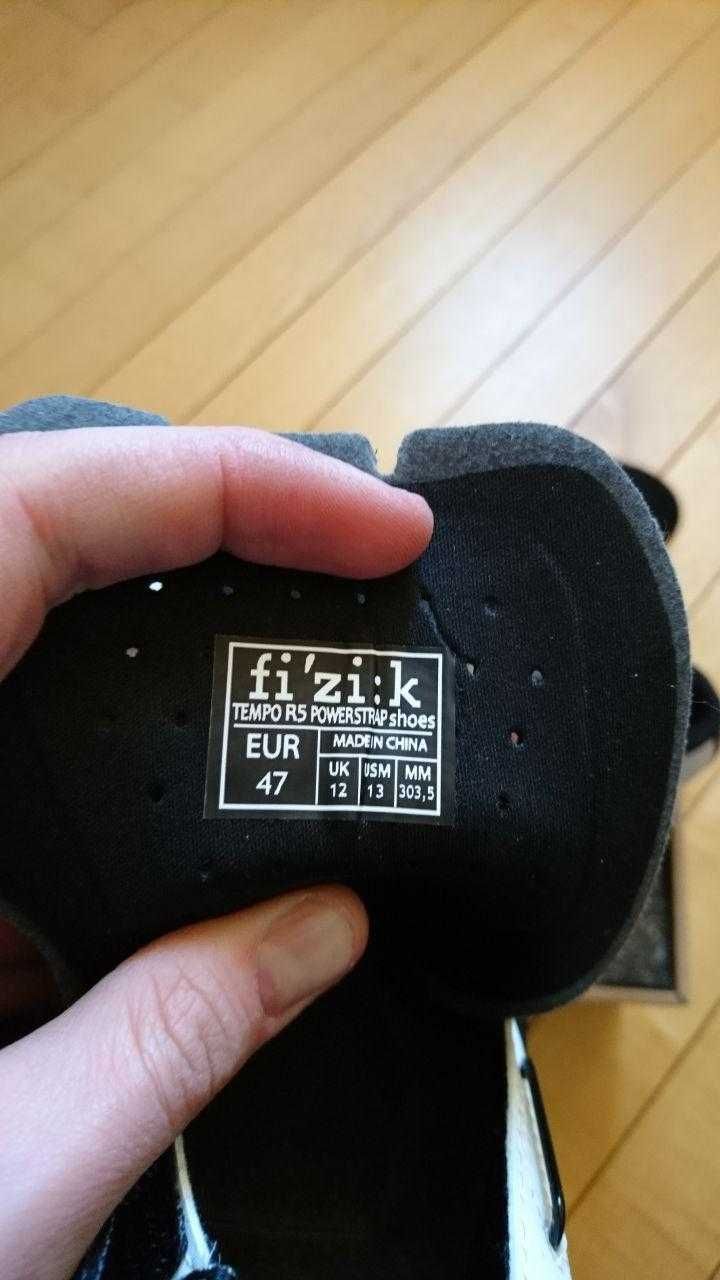 fi'zi:k
TEMPO R5 POWERSTRAP shoes
EUR
47
MADE IN CHINA
UK
12
USM
13
MM
303,5